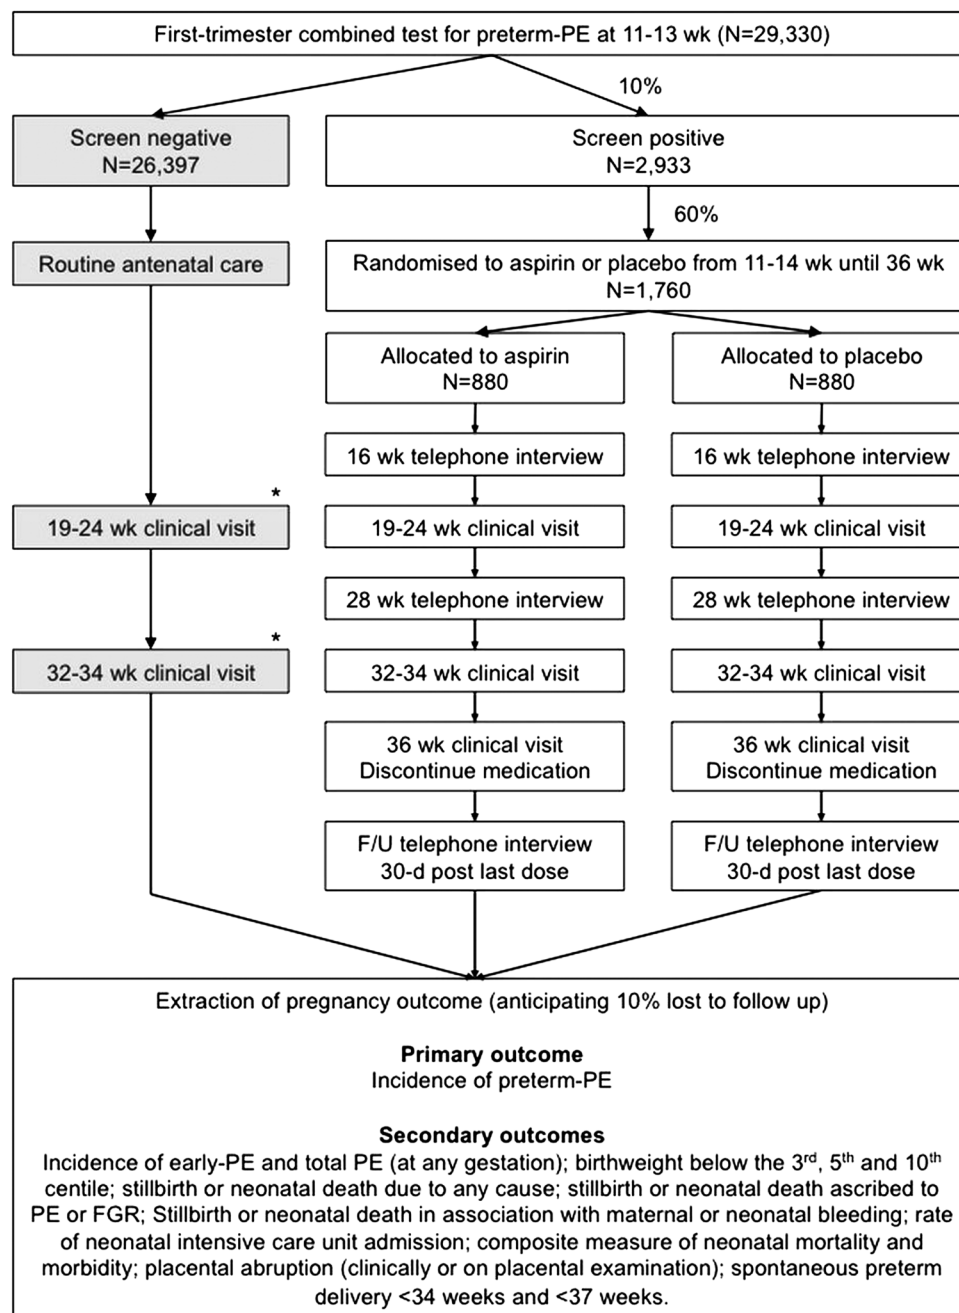 First-trimester combined test for preterm-PE at 11-13 wk (N=29,330)
10%
Screen negative
N=26,397
Screen positive
N=2,933
60%
Routine antenatal care
Randomised to aspirin or placebo from 11-14 wk until 36 wk
N=1,760
Allocated to aspirin
N=880
Allocated to placebo
N=880
16 wk telephone interview
16 wk telephone interview
*
19-24 wk clinical visit
19-24 wk clinical visit
19-24 wk clinical visit
28 wk telephone interview
28 wk telephone interview
*
32-34 wk clinical visit
32-34 wk clinical visit
32-34 wk clinical visit
36 wk clinical visit
Discontinue medication
36 wk clinical visit
Discontinue medication
F/U telephone interview
30-d post last dose
F/U telephone interview
30-d post last dose
Extraction of pregnancy outcome (anticipating 10% lost to follow up)
Primary outcome
Incidence of preterm-PE
Secondary outcomes
Incidence of early-PE and total PE (at any gestation); birthweight below the 3rd, 5th and 10th
centile; stillbirth or neonatal death due to any cause; stillbirth or neonatal death ascribed to
PE or FGR; Stillbirth or neonatal death in association with maternal or neonatal bleeding; rate
of neonatal intensive care unit admission; composite measure of neonatal mortality and
morbidity; placental abruption (clinically or on placental examination); spontaneous preterm
delivery <34 weeks and <37 weeks.